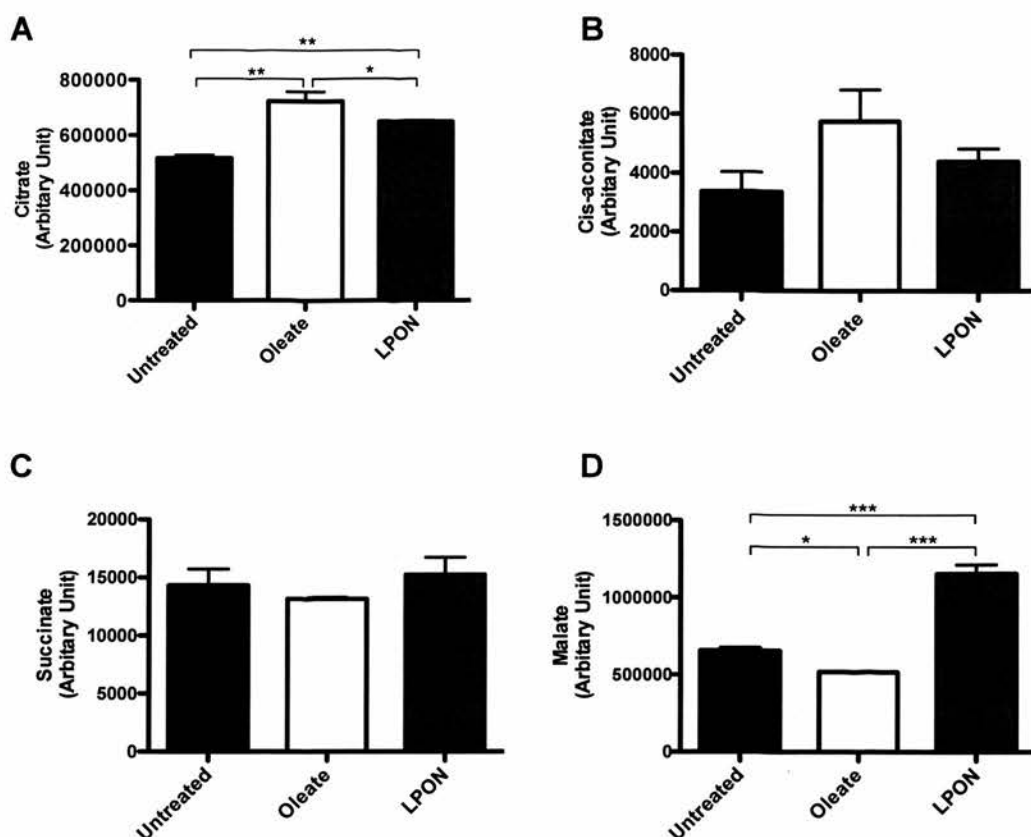 A
**
**
*
800000
600000
400000
200000
0
Citrate
(Arbitary Unit)
Untreated
Oleate
LPON
B
8000
6000
4000
2000
0
Cis-aconitate
(Arbitary Unit)
Untreated
Oleate
LPON
C
20000
15000
10000
5000
0
Succinate
(Arbitary Unit)
Untreated
Oleate
LPON
D
***
*
***
1500000
1000000
500000
0
Malate
(Arbitary Unit)
Untreated
Oleate
LPON